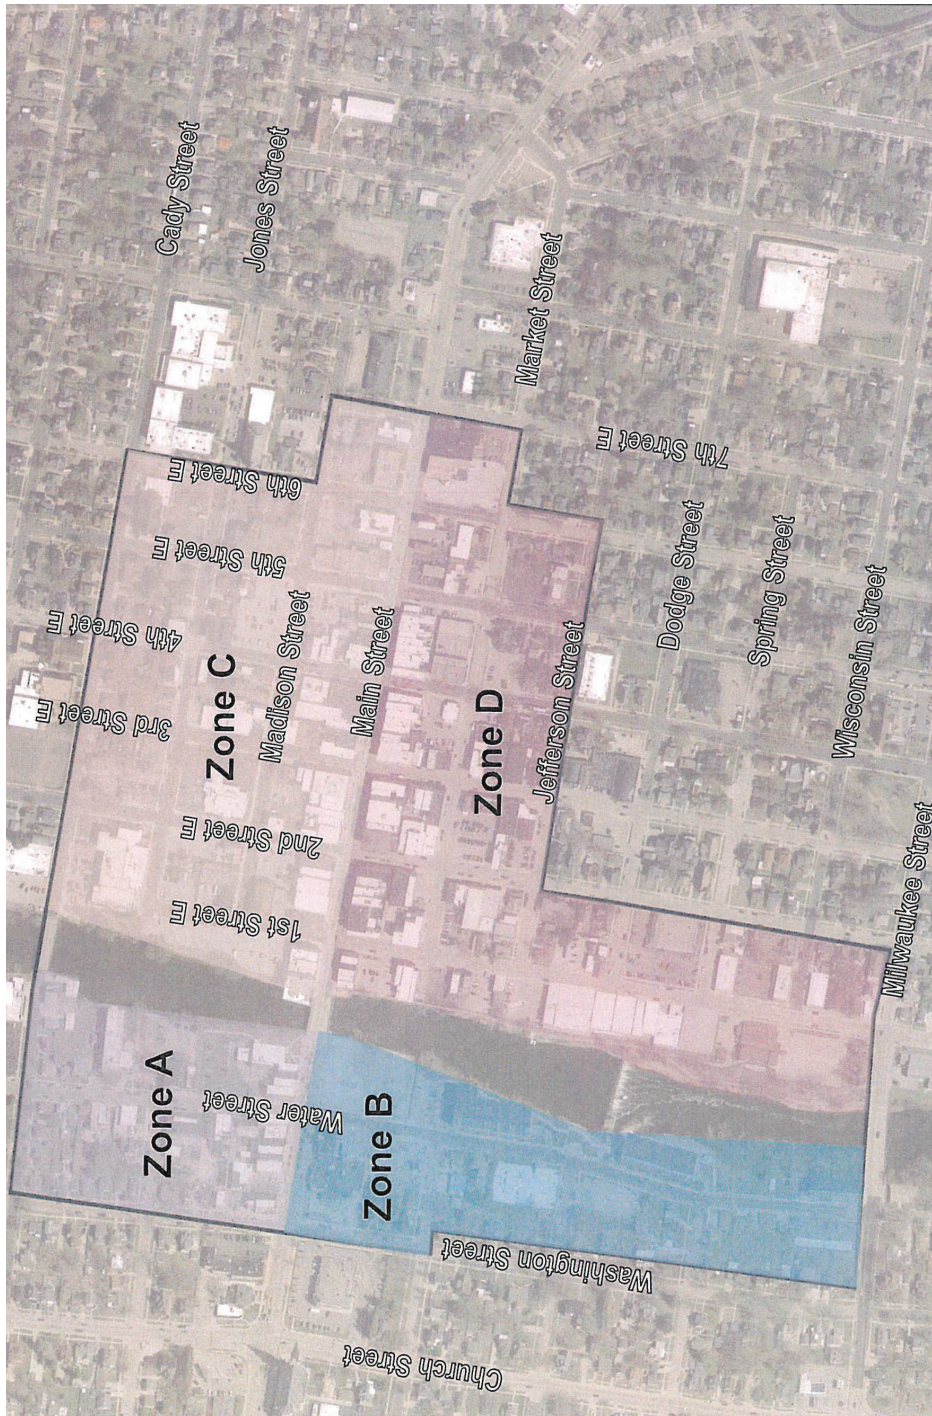 Cady Street
Jones Street
Market Street
7th Street E
6th Street E
5th Street E
4th Street E
3rd Street E
2nd Street E
1st Street E
Madison Street
Main Street
Jefferson Street
Dodge Street
Spring Street
Wisconsin Street
Milwaukee Street
Zone C
Zone D
Zone A
Zone B
Water Street
Washington Street
Church Street